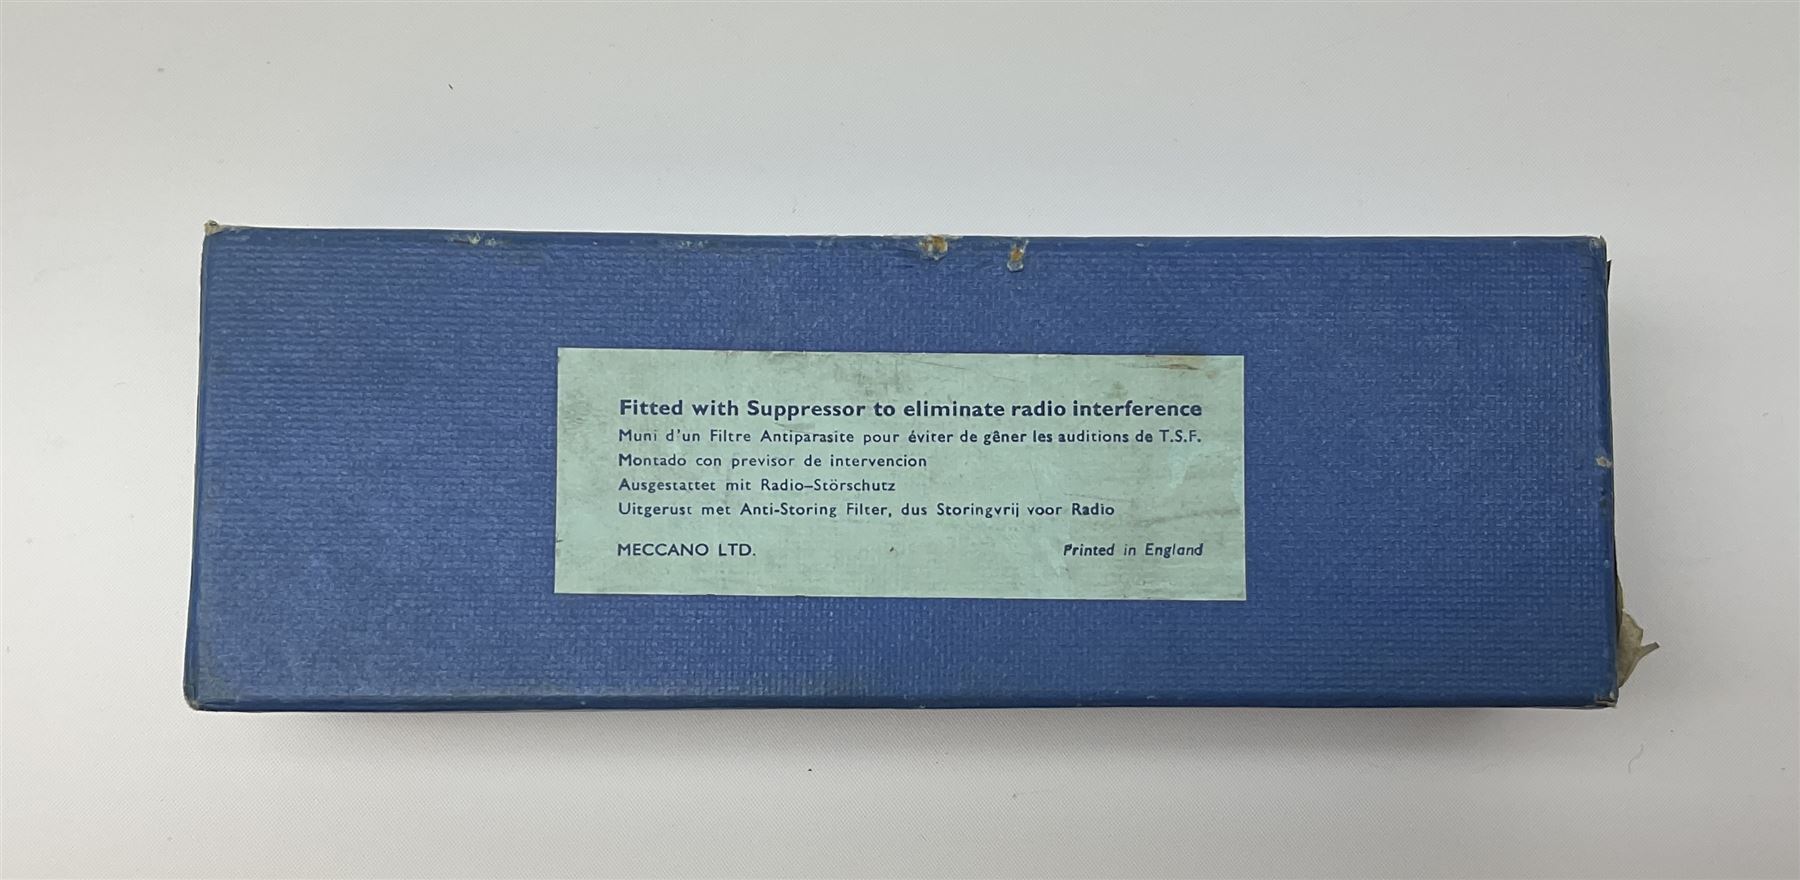 Fitted with Suppressor to eliminate radio interference
Muni d'un Filtre Antiparasite pour éviter de gêner les auditions de T.S.F.
Montado con previsor de intervencion
Ausgestattet mit Radio-Störschutz
Uitgerust met Anti-Storing Filter, dus Storingvrij voor Radio
MECCANO LTD. Printed in England